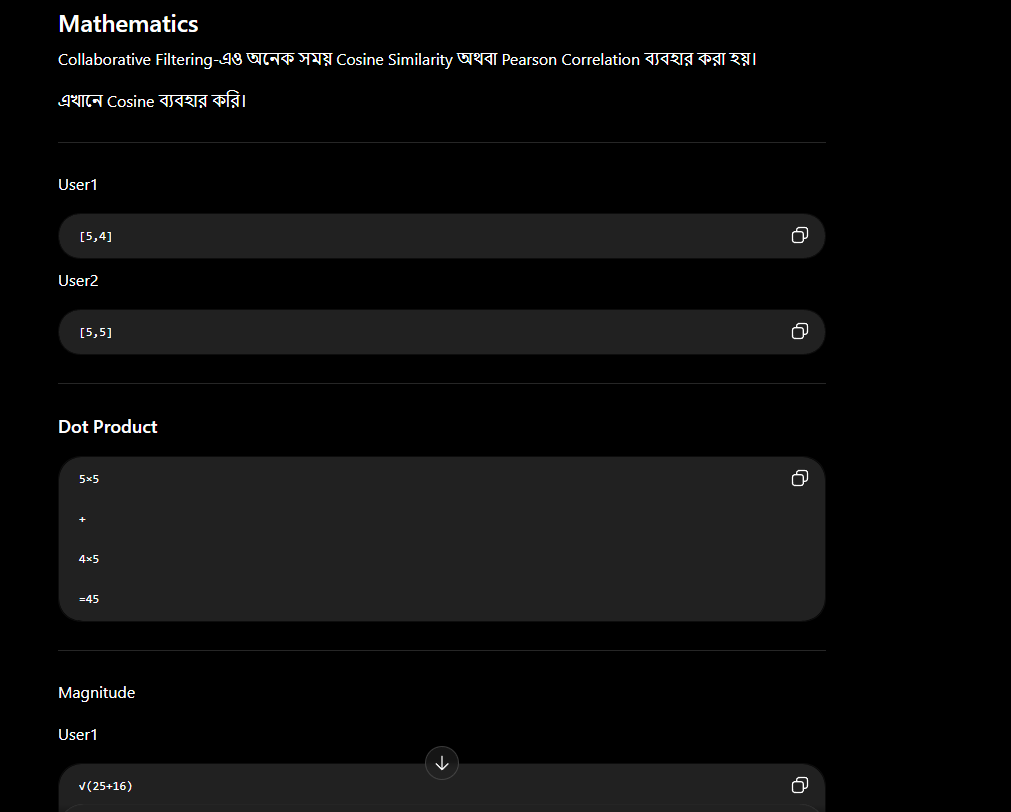 Mathematics
Collaborative Filtering-এও অনেক সময় Cosine Similarity অথবা Pearson Correlation ব্যবহার করা হয়।
এখানে Cosine ব্যবহার করি।
User1
[5,4]
User2
[5,5]
Dot Product
5×5
+
4×5
=45
Magnitude
User1
√(25+16)